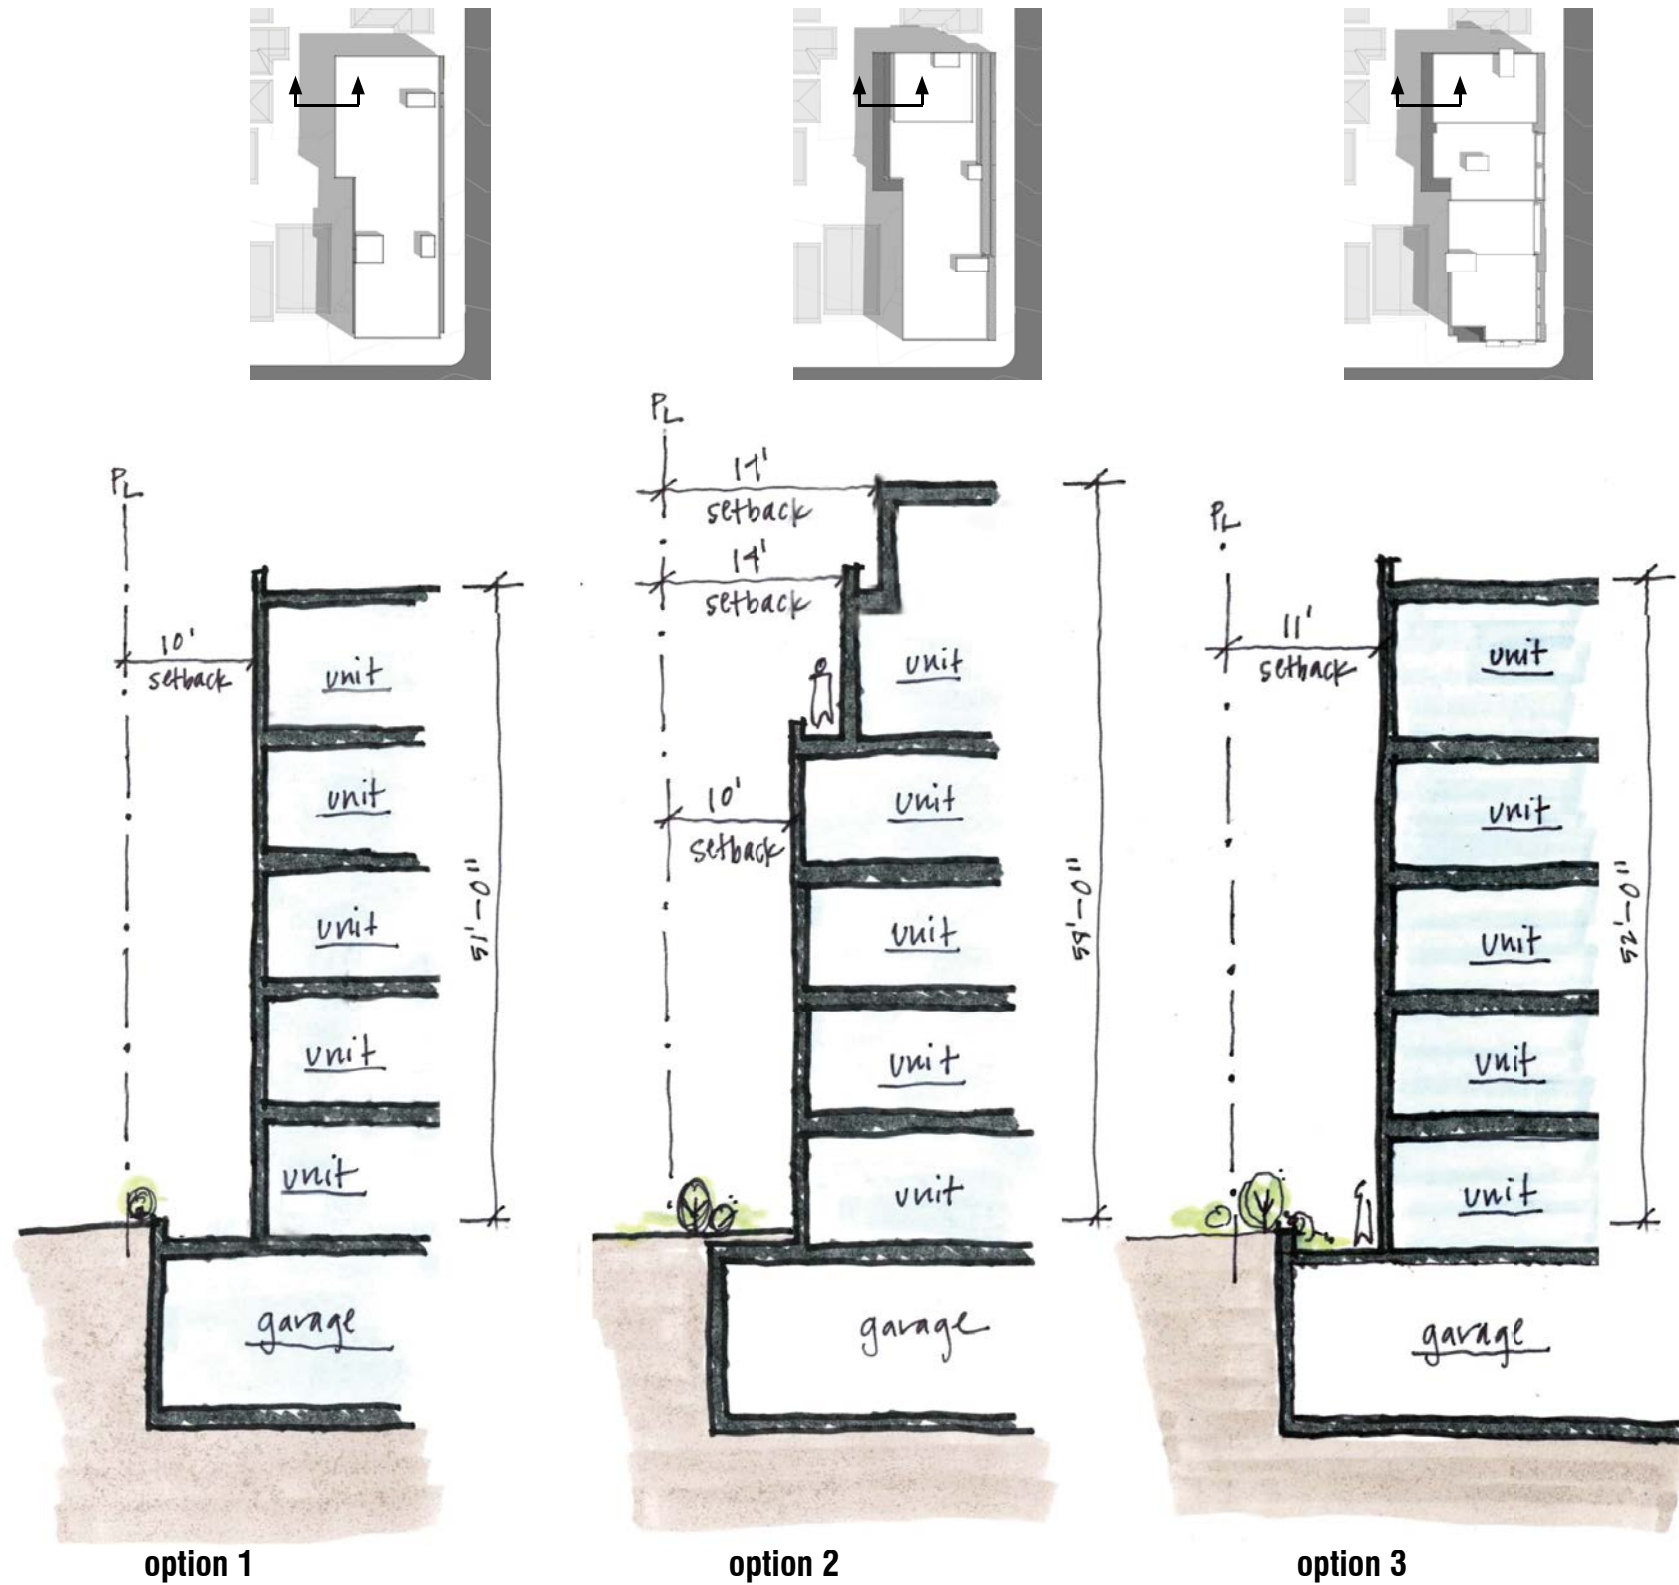 PL
10'
setback
unit
unit
unit
unit
unit
garage
51'-0"
option 1
PL
17'
setback
14'
setback
10'
setback
unit
unit
unit
unit
unit
garage
59'-0"
option 2
PL
11'
setback
unit
unit
unit
unit
unit
garage
52'-0"
option 3